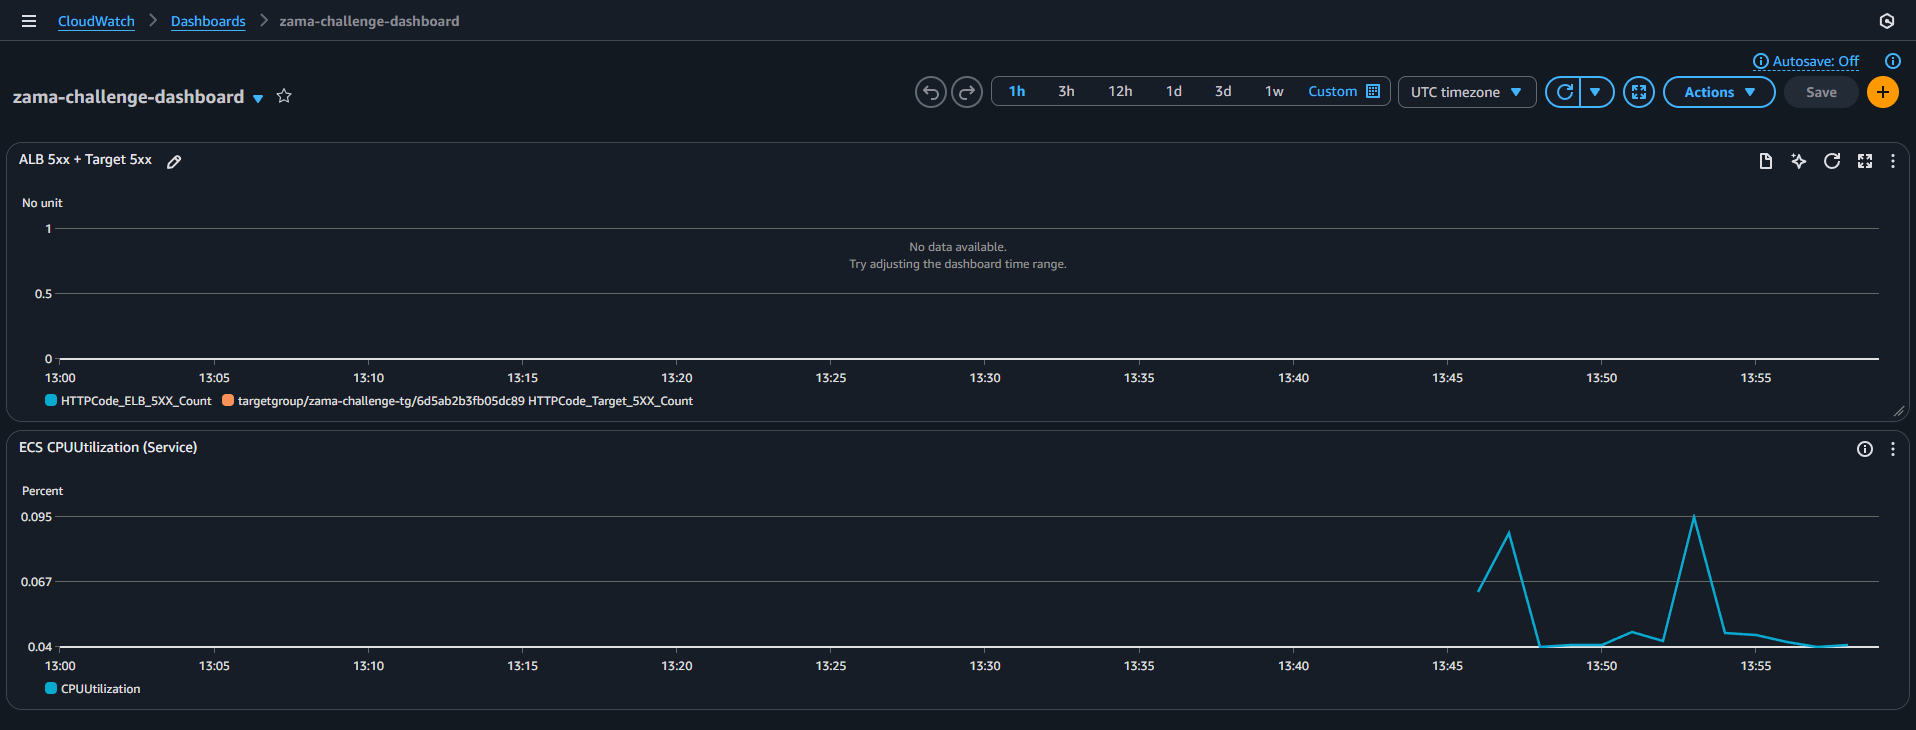 CloudWatch > Dashboards > zama-challenge-dashboard
Autosave: Off
zama-challenge-dashboard
1h 3h 12h 1d 3d 1w Custom
UTC timezone
Actions
Save
ALB 5xx + Target 5xx
No unit
1
No data available.
Try adjusting the dashboard time range.
0.5
0
13:00 13:05 13:10 13:15 13:20 13:25 13:30 13:35 13:40 13:45 13:50 13:55
HTTPCode_ELB_5XX_Count targetgroup/zama-challenge-tg/6d5ab2b3fb05dc89 HTTPCode_Target_5XX_Count
ECS CPUUtilization (Service)
Percent
0.095
0.067
0.04
13:00 13:05 13:10 13:15 13:20 13:25 13:30 13:35 13:40 13:45 13:50 13:55
CPUUtilization